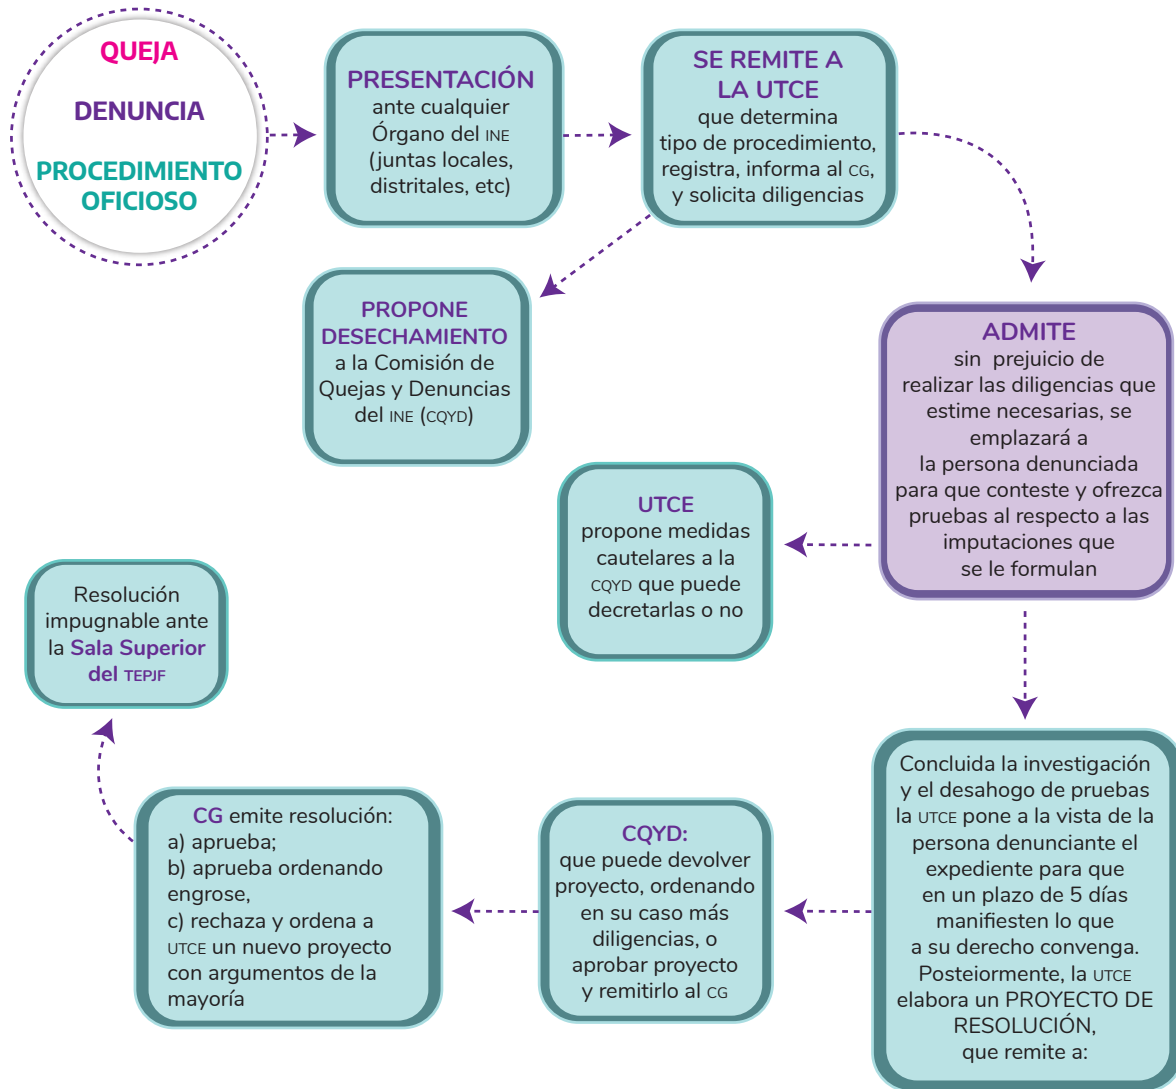 QUEJA
DENUNCIA
PROCEDIMIENTO
OFICIOSO
PRESENTACIÓN
ante cualquier
Órgano del INE
(juntas locales,
distritales, etc)
SE REMITE A
LA UTCE
que determina
tipo de procedimiento,
registra, informa al CG,
y solicita diligencias
PROPONE
DESECHAMIENTO
a la Comisión de
Quejas y Denuncias
del INE (CQYD)
ADMITE
sin prejuicio de
realizar las diligencias que
estime necesarias, se
emplazará a
la persona denunciada
para que conteste y ofrezca
pruebas al respecto a las
imputaciones que
se le formulan
UTCE
propone medidas
cautelares a la
CQYD que puede
decretarlas o no
Concluida la investigación
y el desahogo de pruebas
la UTCE pone a la vista de la
persona denunciante el
expediente para que
en un plazo de 5 días
manifiesten lo que
a su derecho convenga.
Posteiormente, la UTCE
elabora un PROYECTO DE
RESOLUCIÓN,
que remite a:
CQYD:
que puede devolver
proyecto, ordenando
en su caso más
diligencias, o
aprobar proyecto
y remitirlo al CG
CG emite resolución:
a) aprueba;
b) aprueba ordenando
engrose,
c) rechaza y ordena a
UTCE un nuevo proyecto
con argumentos de la
mayoría
Resolución
impugnable ante
la Sala Superior
del TEPJF